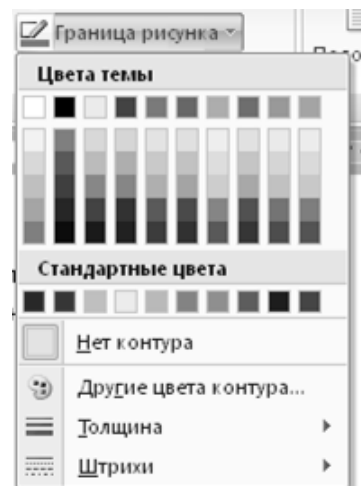 Граница рисунка
Цвета темы
Стандартные цвета
Нет контура
Другие цвета контура...
Толщина
Штрихи